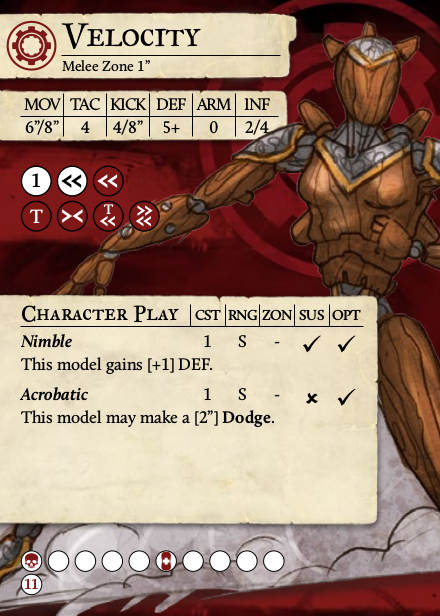 VELOCITY
Melee Zone 1”
MOV TAC KICK DEF ARM INF
6”/8” 4 4/8” 5+ 0 2/4
1
T T
CHARACTER PLAY CST RNG ZON SUS OPT
Nimble 1 S - ✓ ✓
This model gains [+1] DEF.
Acrobatic 1 S - ✗ ✓
This model may make a [2”] Dodge.
11